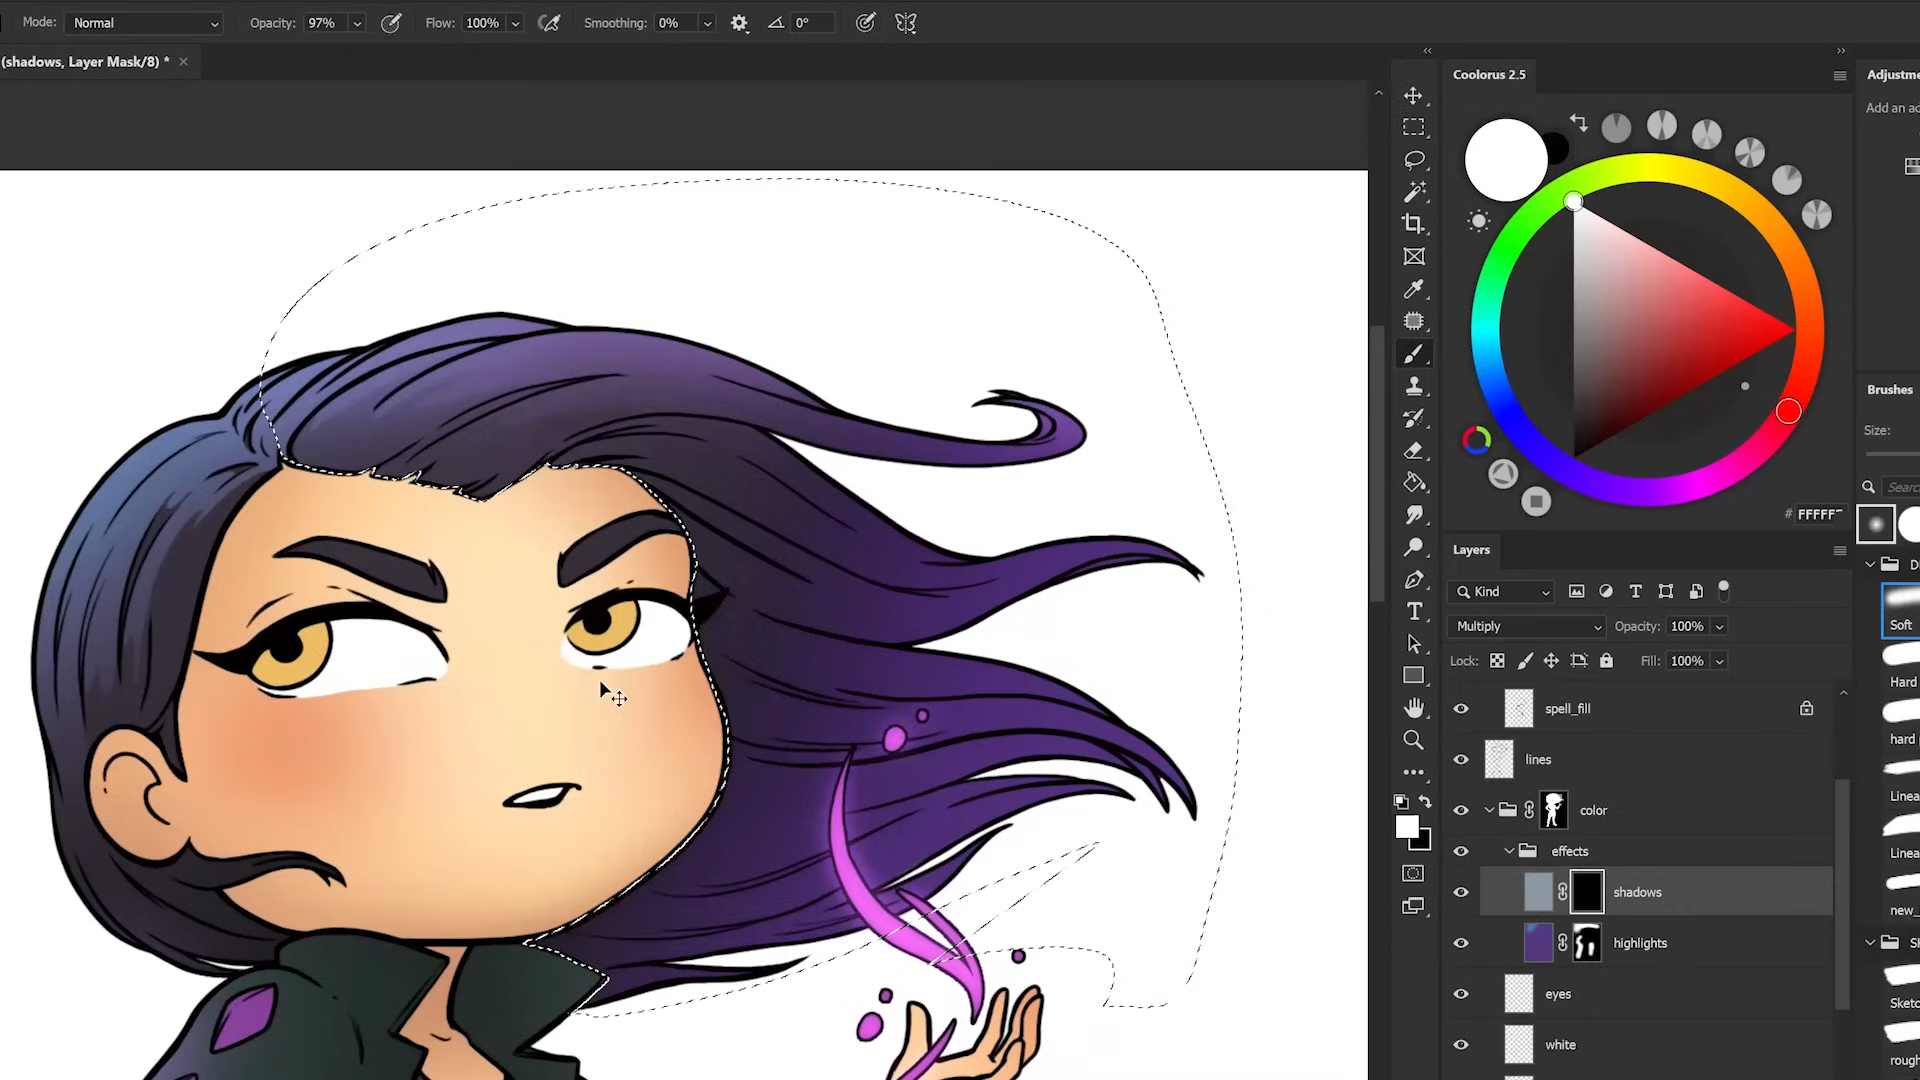 Mode: Normal Opacity: 97% Flow: 100% Smoothing: 0% 0°
(shadows, Layer Mask/8) * ×
Coolorus 2.5
Adjustme
Add an ad
# FFFFF
Brushes
Size:
Layers
Kind
Multiply Opacity: 100%
Lock: Fill: 100%
spell_fill
lines
color
effects
shadows
highlights
eyes
white
Searc
Soft
Hard
hard
Linea
Linea
new_
Sketc
rough